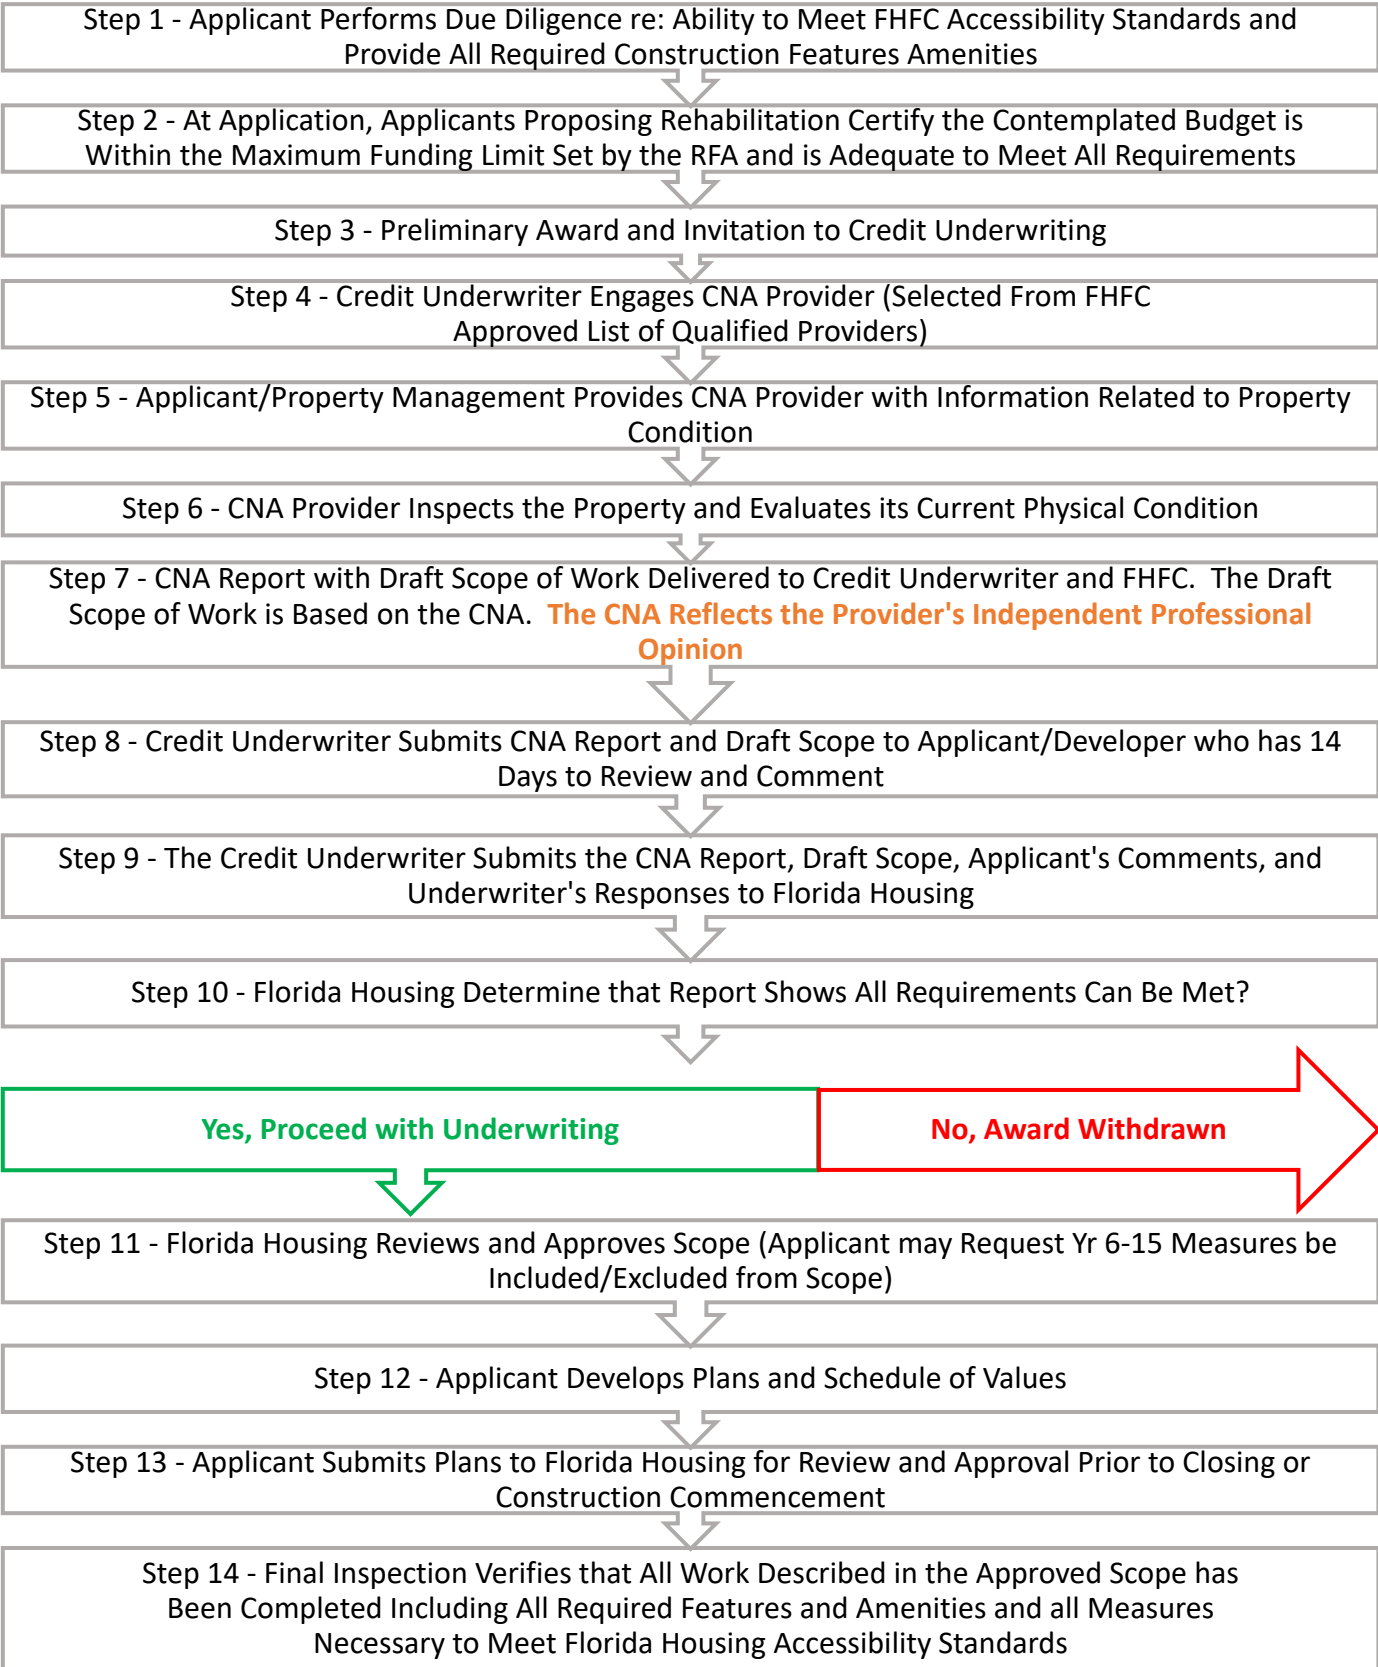 Step 1 - Applicant Performs Due Diligence re: Ability to Meet FHFC Accessibility Standards and
Provide All Required Construction Features Amenities
Step 2 - At Application, Applicants Proposing Rehabilitation Certify the Contemplated Budget is
Within the Maximum Funding Limit Set by the RFA and is Adequate to Meet All Requirements
Step 3 - Preliminary Award and Invitation to Credit Underwriting
Step 4 - Credit Underwriter Engages CNA Provider (Selected From FHFC
Approved List of Qualified Providers)
Step 5 - Applicant/Property Management Provides CNA Provider with Information Related to Property
Condition
Step 6 - CNA Provider Inspects the Property and Evaluates its Current Physical Condition
Step 7 - CNA Report with Draft Scope of Work Delivered to Credit Underwriter and FHFC.  The Draft
Scope of Work is Based on the CNA.  The CNA Reflects the Provider's Independent Professional
Opinion
Step 8 - Credit Underwriter Submits CNA Report and Draft Scope to Applicant/Developer who has 14
Days to Review and Comment
Step 9 - The Credit Underwriter Submits the CNA Report, Draft Scope, Applicant's Comments, and
Underwriter's Responses to Florida Housing
Step 10 - Florida Housing Determine that Report Shows All Requirements Can Be Met?
Yes, Proceed with Underwriting
No, Award Withdrawn
Step 11 - Florida Housing Reviews and Approves Scope (Applicant may Request Yr 6-15 Measures be
Included/Excluded from Scope)
Step 12 - Applicant Develops Plans and Schedule of Values
Step 13 - Applicant Submits Plans to Florida Housing for Review and Approval Prior to Closing or
Construction Commencement
Step 14 - Final Inspection Verifies that All Work Described in the Approved Scope has
Been Completed Including All Required Features and Amenities and all Measures
Necessary to Meet Florida Housing Accessibility Standards